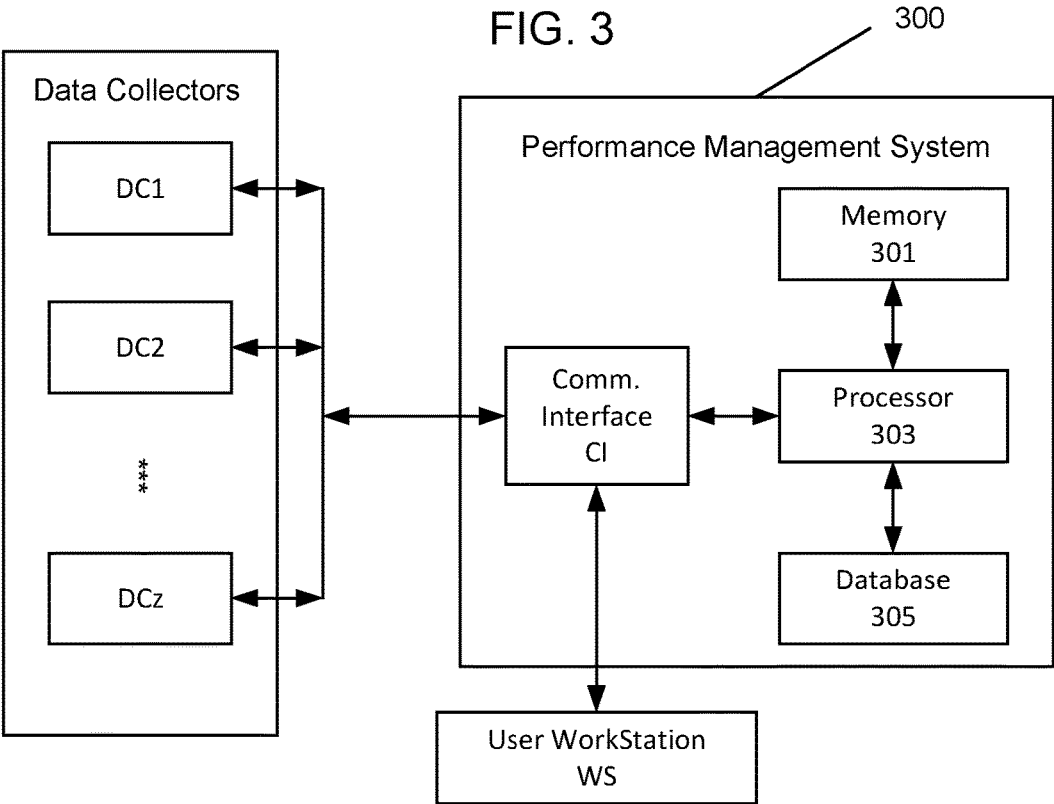 FIG. 3
300
Data Collectors
DC1
DC2
***
DCz
Performance Management System
Memory
301
Comm.
Interface
CI
Processor
303
Database
305
User WorkStation
WS